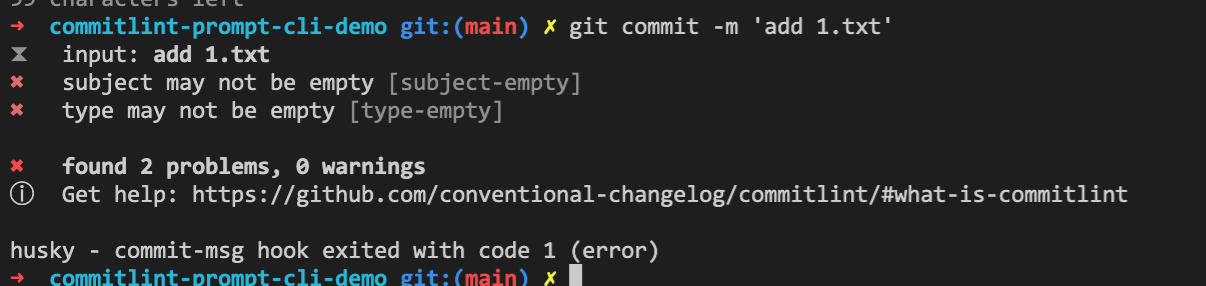 99 characters left
➜  commitlint-prompt-cli-demo git:(main) ✗ git commit -m 'add 1.txt'
⧗   input: add 1.txt
✖   subject may not be empty [subject-empty]
✖   type may not be empty [type-empty]
✖   found 2 problems, 0 warnings
ⓘ   Get help: https://github.com/conventional-changelog/commitlint/#what-is-commitlint
husky - commit-msg hook exited with code 1 (error)
➜  commitlint-prompt-cli-demo git:(main) ✗